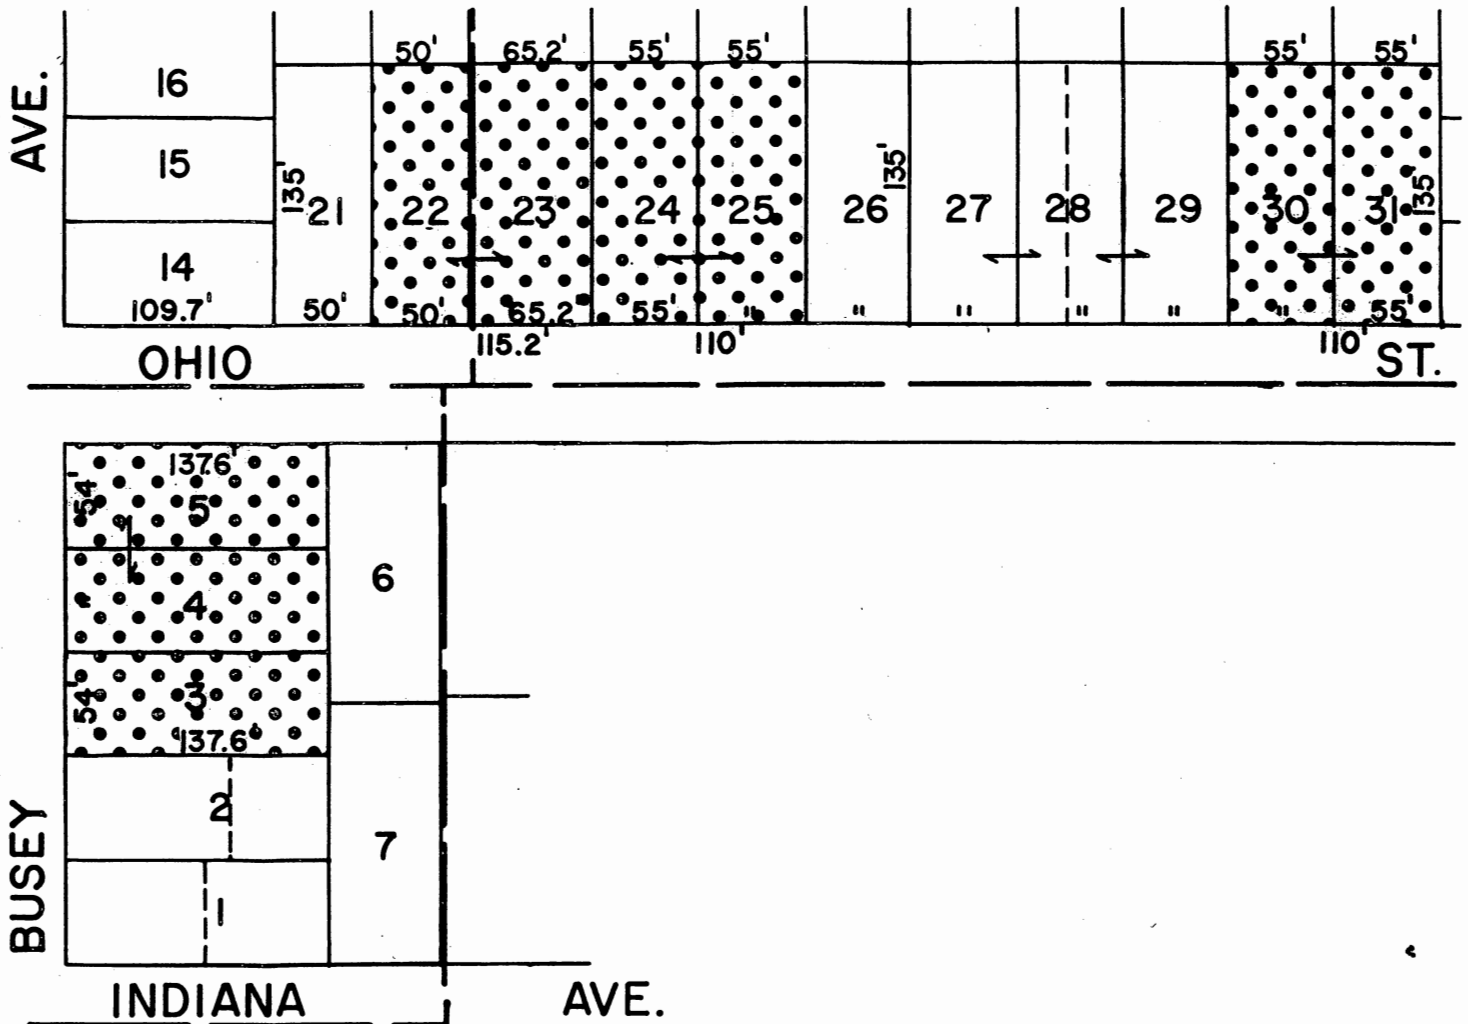 50' 65.2' 55' 55' 55' 55'
AVE.
16
15
14
109.7'
135'
21 22 23 24 25 26 27 28 29 30 31
135'
135'
50' 50' 65.2' 55' " " " " " " 55'
115.2' 110' 110'
OHIO ST.
137.6'
54'
5
"
4
54'
3
137.6'
6
2
7
1
BUSEY
INDIANA AVE.